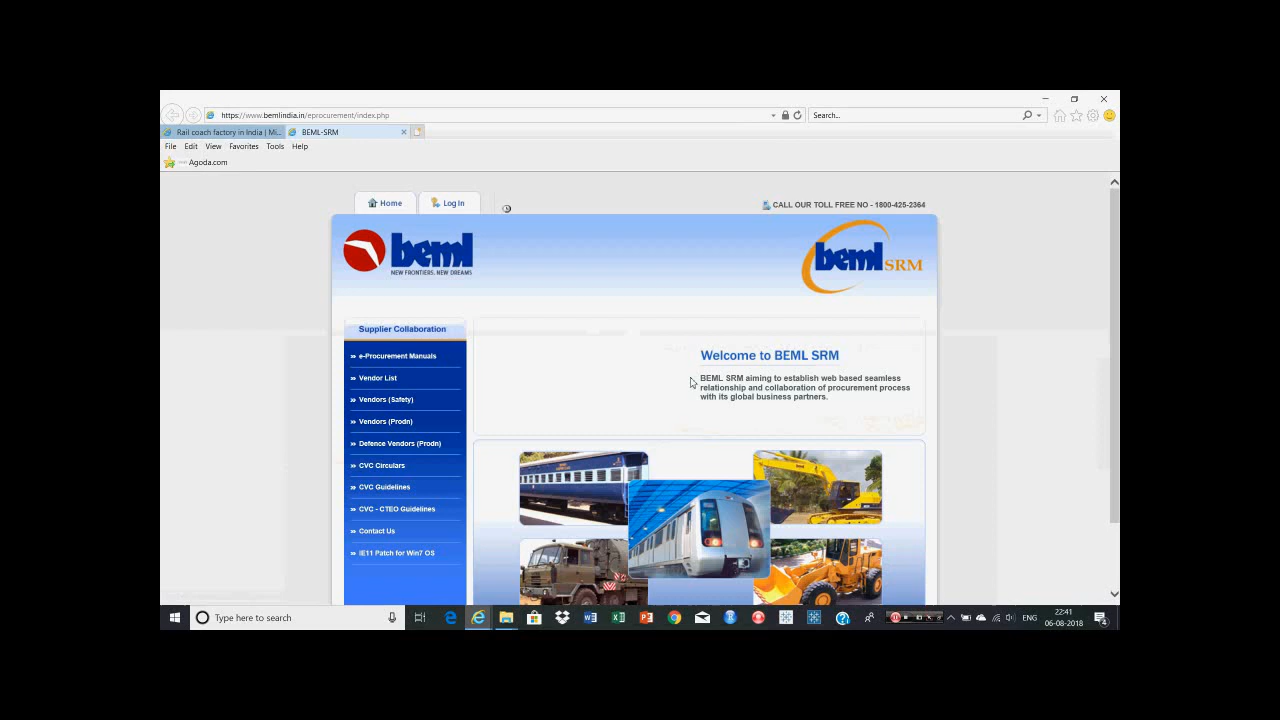 https://www.bemlindia.in/eprocurement/index.php
Search...
Rail coach factory in India | Mi...
BEML-SRM
File Edit View Favorites Tools Help
Agoda.com
Home
Log In
CALL OUR TOLL FREE NO - 1800-425-2364
beml
NEW FRONTIERS. NEW DREAMS
beml SRM
Supplier Collaboration
e-Procurement Manuals
Vendor List
Vendors (Safety)
Vendors (Prodn)
Defence Vendors (Prodn)
CVC Circulars
CVC Guidelines
CVC - CTEO Guidelines
Contact Us
IE11 Patch for Win7 OS
Welcome to BEML SRM
BEML SRM aiming to establish web based seamless
relationship and collaboration of procurement process
with its global business partners.
Type here to search
ENG
22:41
06-08-2018